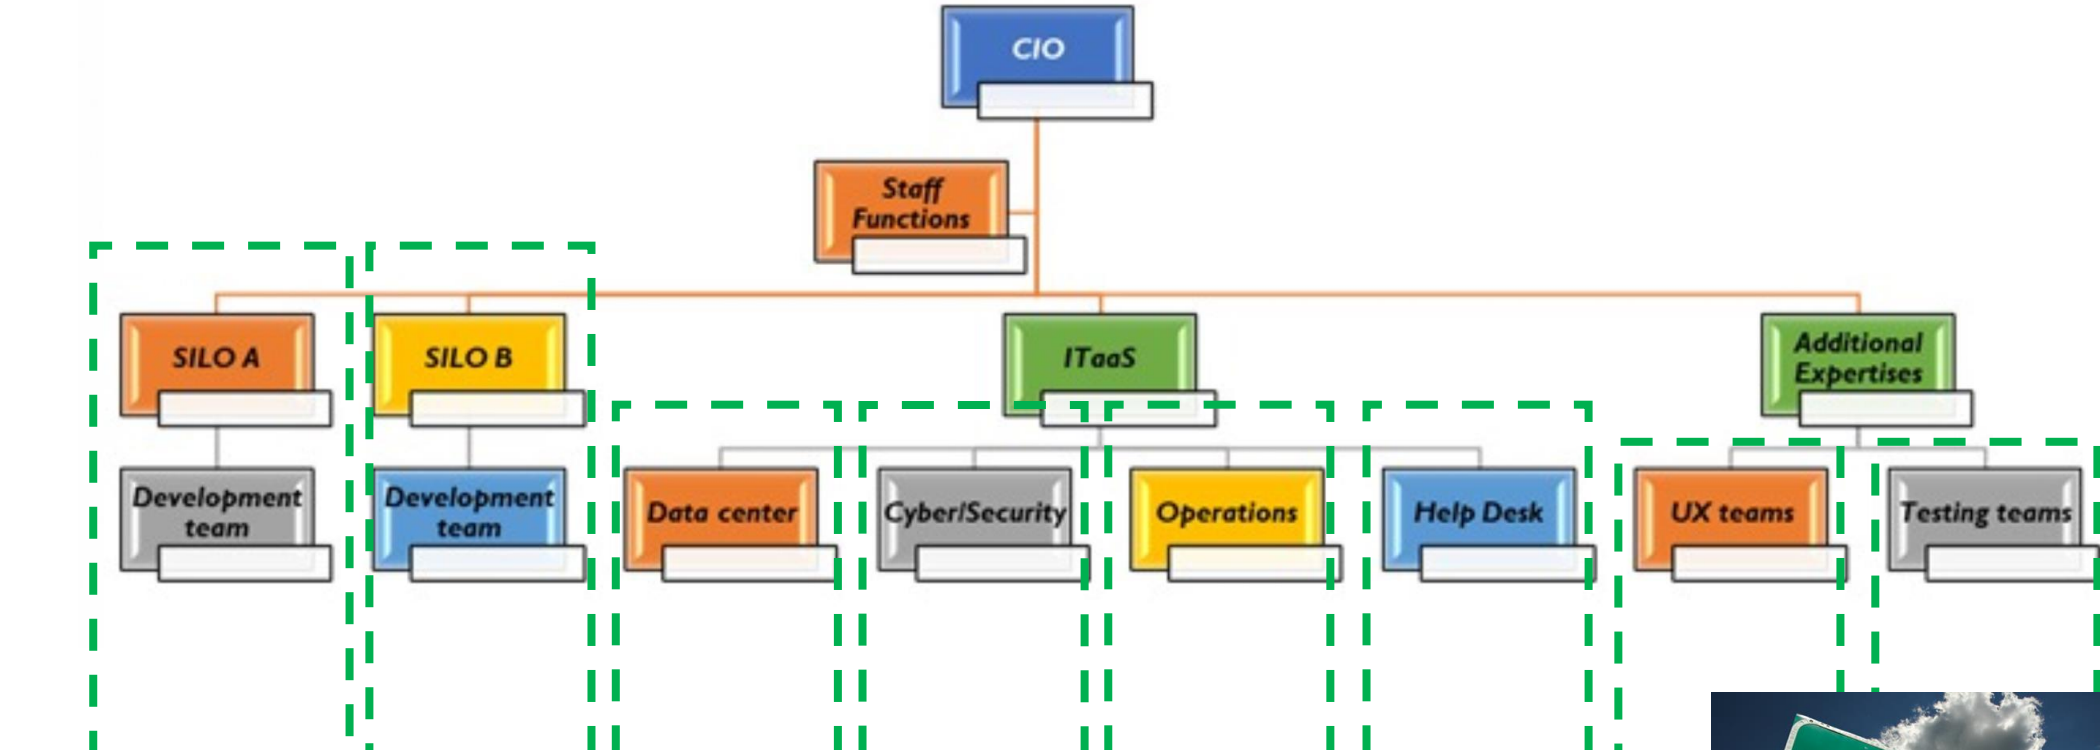 CIO
Staff
Functions
SILO A
SILO B
ITaaS
Additional
Expertises
Development
team
Development
team
Data center
Cyber/Security
Operations
Help Desk
UX teams
Testing teams